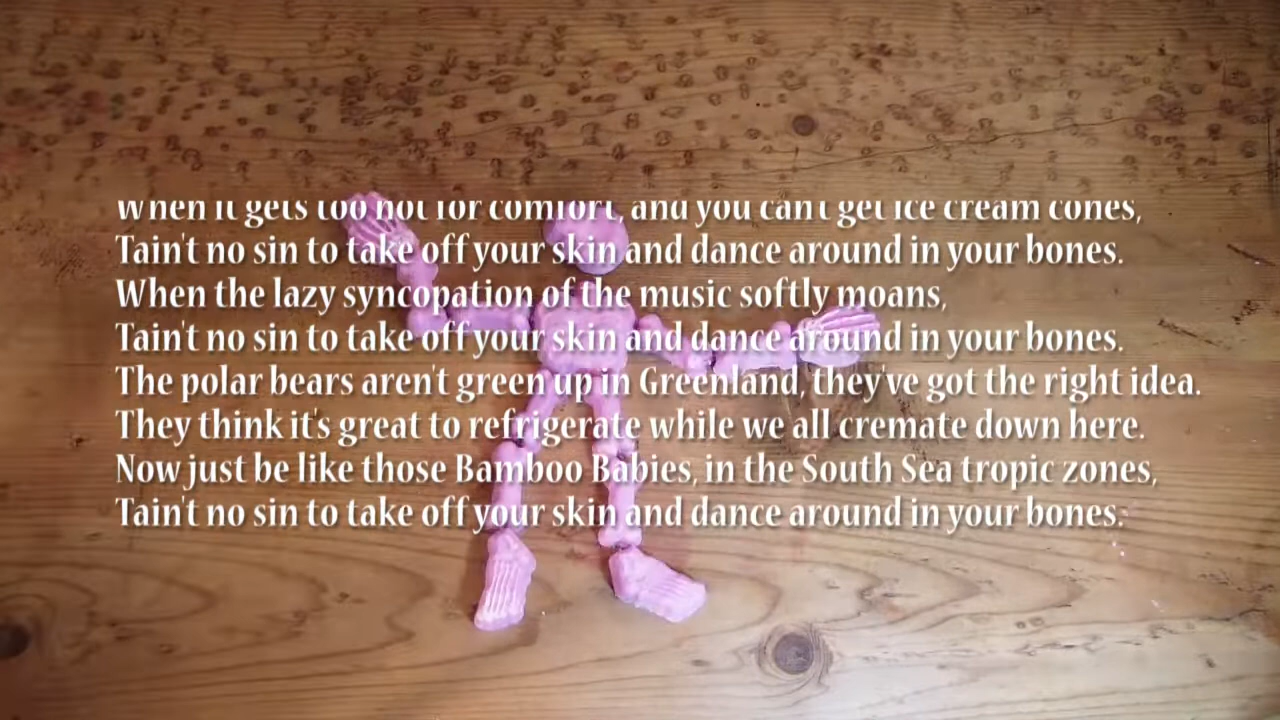 When it gets too hot for comfort, and you can't get ice cream cones,
Tain't no sin to take off your skin and dance around in your bones.
When the lazy syncopation of the music softly moans,
Tain't no sin to take off your skin and dance around in your bones.
The polar bears aren't green up in Greenland, they've got the right idea.
They think it's great to refrigerate while we all cremate down here.
Now just be like those Bamboo Babies, in the South Sea tropic zones,
Tain't no sin to take off your skin and dance around in your bones.